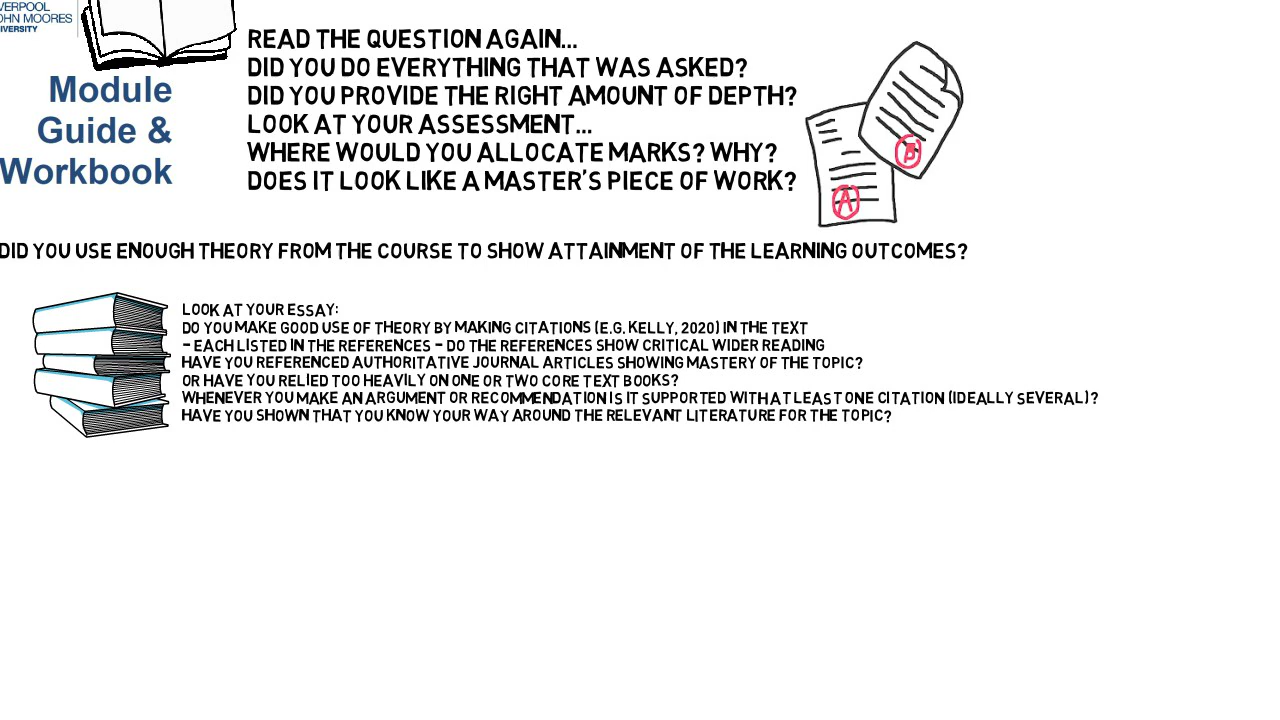 VERPOOL
OHN MOORES
IVERSITY
Module
Guide &
Workbook
READ THE QUESTION AGAIN...
DID YOU DO EVERYTHING THAT WAS ASKED?
DID YOU PROVIDE THE RIGHT AMOUNT OF DEPTH?
LOOK AT YOUR ASSESSMENT...
WHERE WOULD YOU ALLOCATE MARKS? WHY?
DOES IT LOOK LIKE A MASTER'S PIECE OF WORK?
A
DID YOU USE ENOUGH THEORY FROM THE COURSE TO SHOW ATTAINMENT OF THE LEARNING OUTCOMES?
LOOK AT YOUR ESSAY:
DO YOU MAKE GOOD USE OF THEORY BY MAKING CITATIONS (E.G. KELLY, 2020) IN THE TEXT
- EACH LISTED IN THE REFERENCES - DO THE REFERENCES SHOW CRITICAL WIDER READING
HAVE YOU REFERENCED AUTHORITATIVE JOURNAL ARTICLES SHOWING MASTERY OF THE TOPIC?
OR HAVE YOU RELIED TOO HEAVILY ON ONE OR TWO CORE TEXT BOOKS?
WHENEVER YOU MAKE AN ARGUMENT OR RECOMMENDATION IS IT SUPPORTED WITH AT LEAST ONE CITATION (IDEALLY SEVERAL)?
HAVE YOU SHOWN THAT YOU KNOW YOUR WAY AROUND THE RELEVANT LITERATURE FOR THE TOPIC?